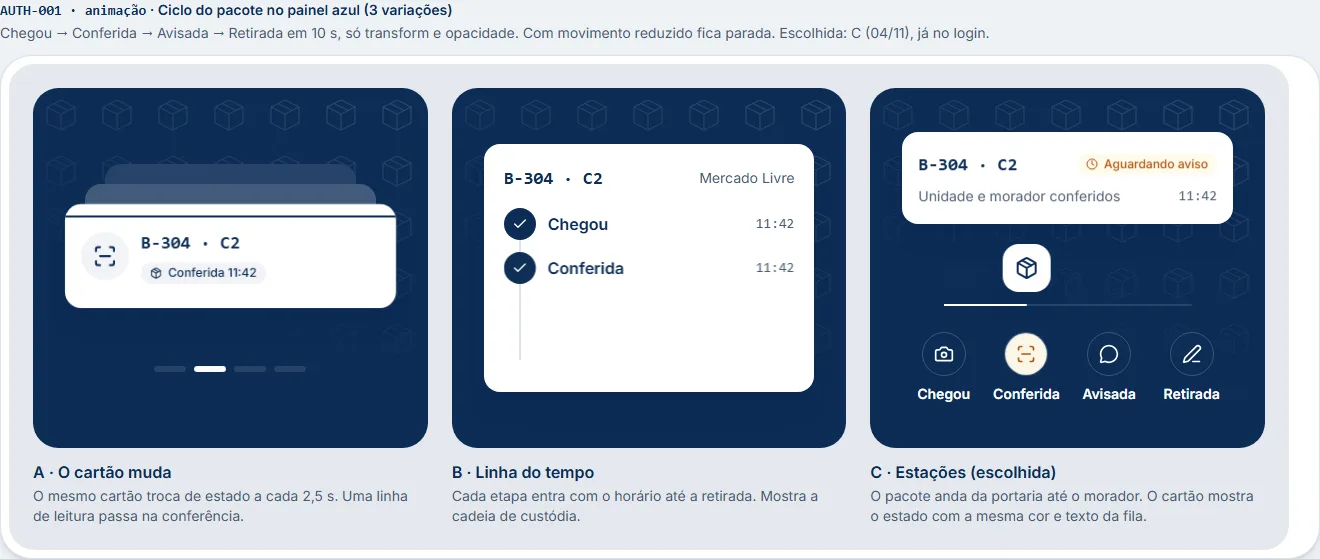 AUTH-001 · animação · Ciclo do pacote no painel azul (3 variações)
Chegou → Conferida → Avisada → Retirada em 10 s, só transform e opacidade. Com movimento reduzido fica parada. Escolhida: C (04/11), já no login.
B-304 · C2
Conferida 11:42
B-304 · C2
Mercado Livre
Chegou
11:42
Conferida
11:42
B-304 · C2
Aguardando aviso
Unidade e morador conferidos
11:42
Chegou
Conferida
Avisada
Retirada
A · O cartão muda
O mesmo cartão troca de estado a cada 2,5 s. Uma linha
de leitura passa na conferência.
B · Linha do tempo
Cada etapa entra com o horário até a retirada. Mostra a
cadeia de custódia.
C · Estações (escolhida)
O pacote anda da portaria até o morador. O cartão mostra
o estado com a mesma cor e texto da fila.